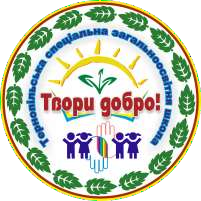 Тернопільська спеціальна загальноосвітня школа
Твори добро!